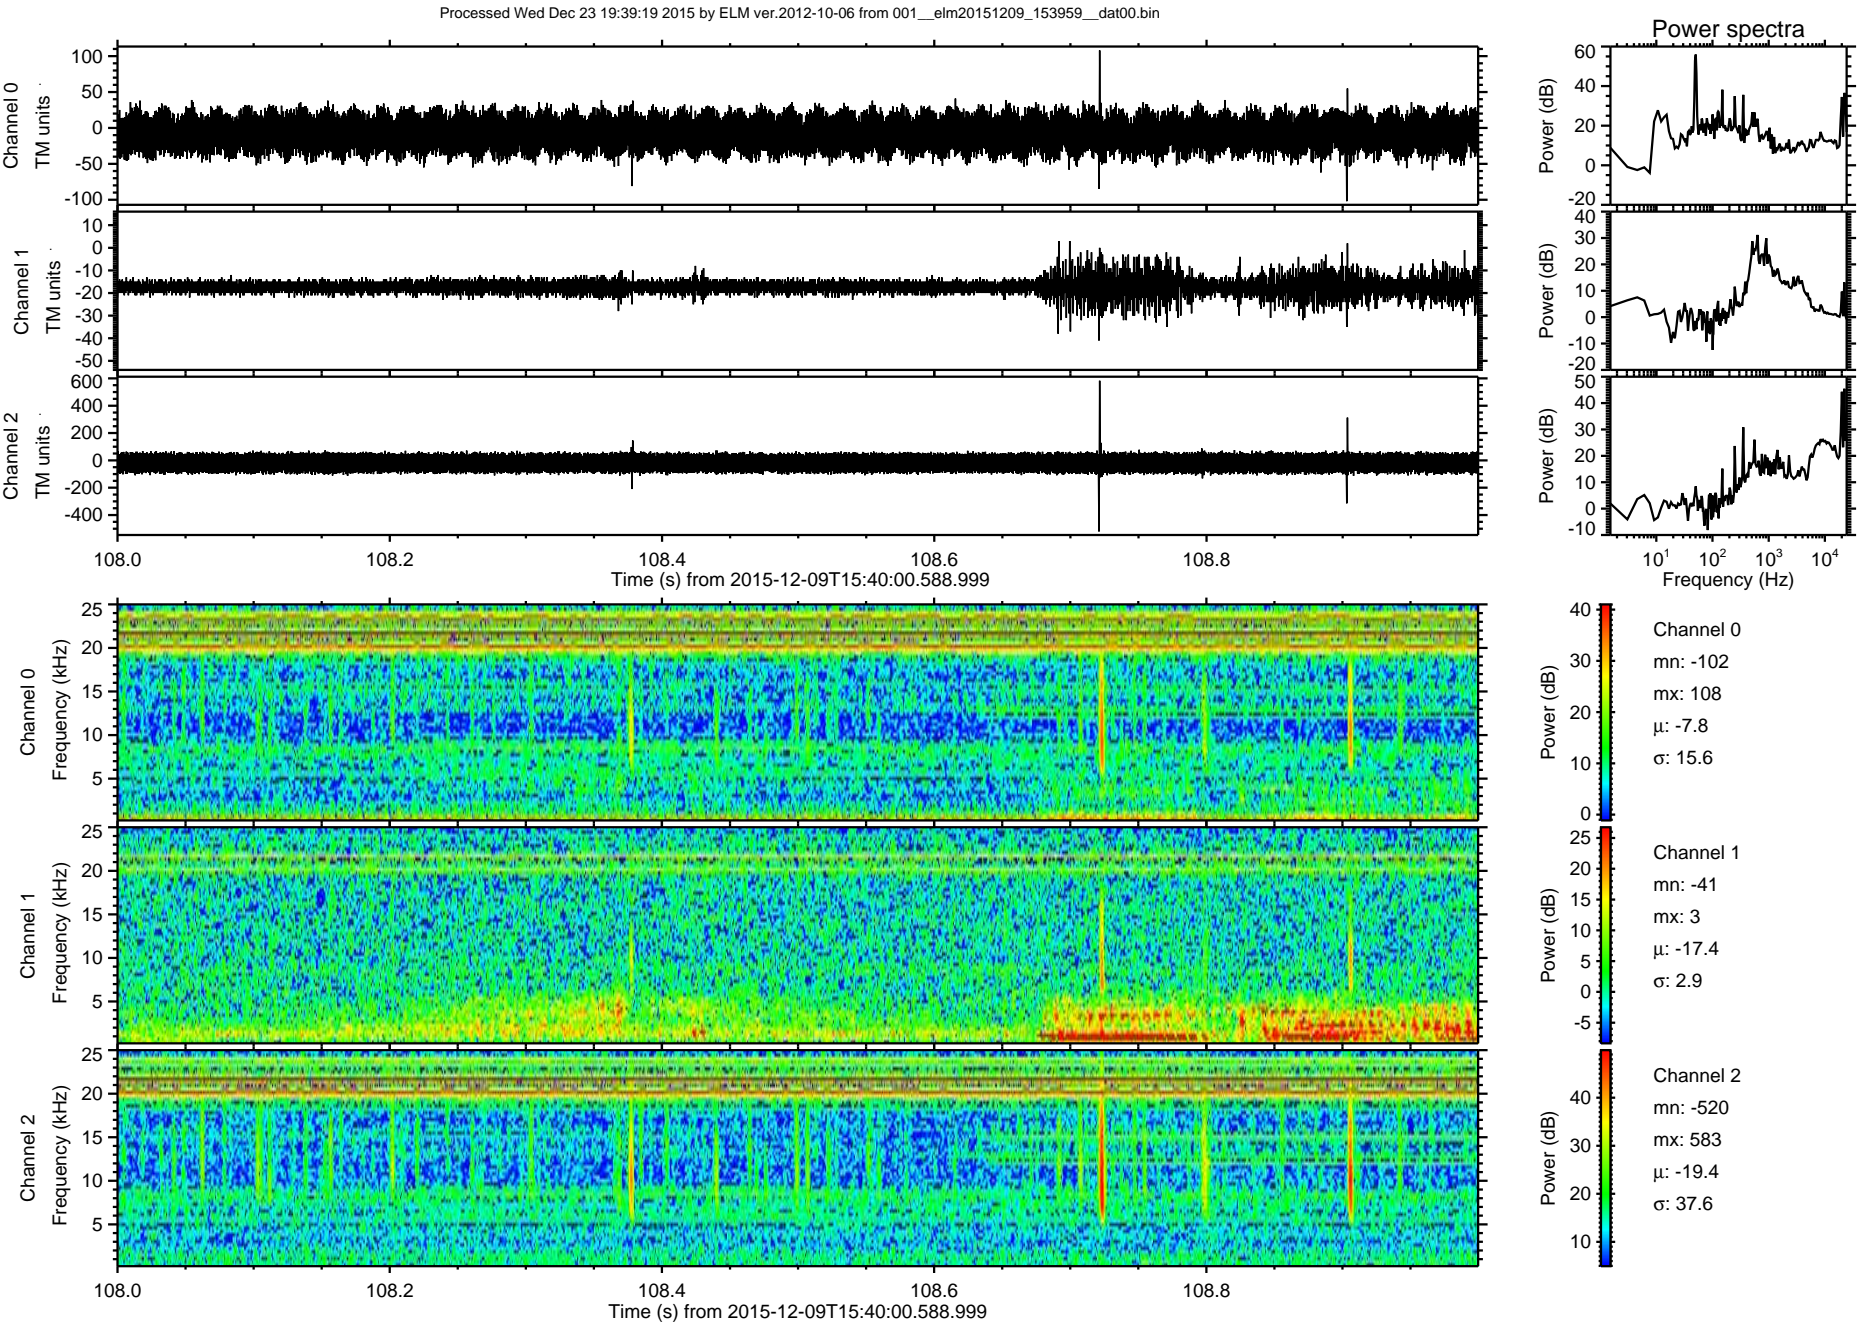 Processed Wed Dec 23 19:39:19 2015 by ELM ver.2012-10-06 from 001__elm20151209_153959__dat00.bin
Power spectra
Channel 0
TM units
100
50
0
-50
-100
Power (dB)
60
40
20
0
-20
Channel 1
TM units
10
0
-10
-20
-30
-40
-50
Power (dB)
40
30
20
10
0
-10
-20
Channel 2
TM units
600
400
200
0
-200
-400
Power (dB)
50
40
30
20
10
0
-10
108.0 108.2 108.4 108.6 108.8
Time (s) from 2015-12-09T15:40:00.588.999
10^1 10^2 10^3 10^4
Frequency (Hz)
Channel 0
Frequency (kHz)
25
20
15
10
5
Power (dB)
40
30
20
10
0
Channel 0
mn: -102
mx: 108
μ: -7.8
σ: 15.6
Channel 1
Frequency (kHz)
25
20
15
10
5
Power (dB)
25
20
15
10
5
0
-5
Channel 1
mn: -41
mx: 3
μ: -17.4
σ: 2.9
Channel 2
Frequency (kHz)
25
20
15
10
5
Power (dB)
40
30
20
10
Channel 2
mn: -520
mx: 583
μ: -19.4
σ: 37.6
108.0 108.2 108.4 108.6 108.8
Time (s) from 2015-12-09T15:40:00.588.999